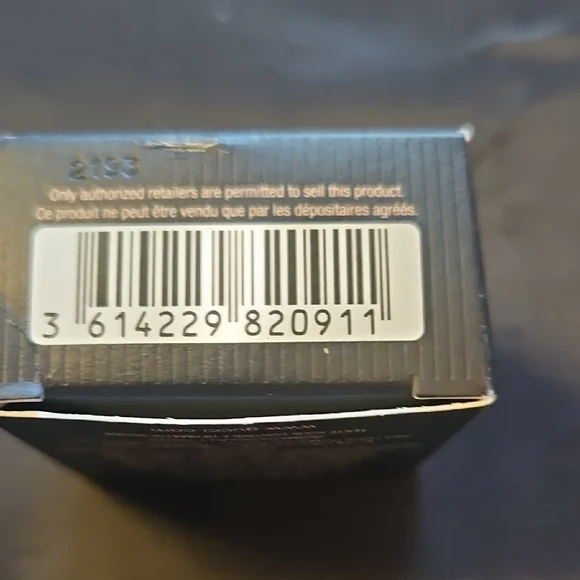 2193
Only authorized retailers are permitted to sell this product.
Ce produit ne peut être vendu que par les dépositaires agréés.
3 614229 820911